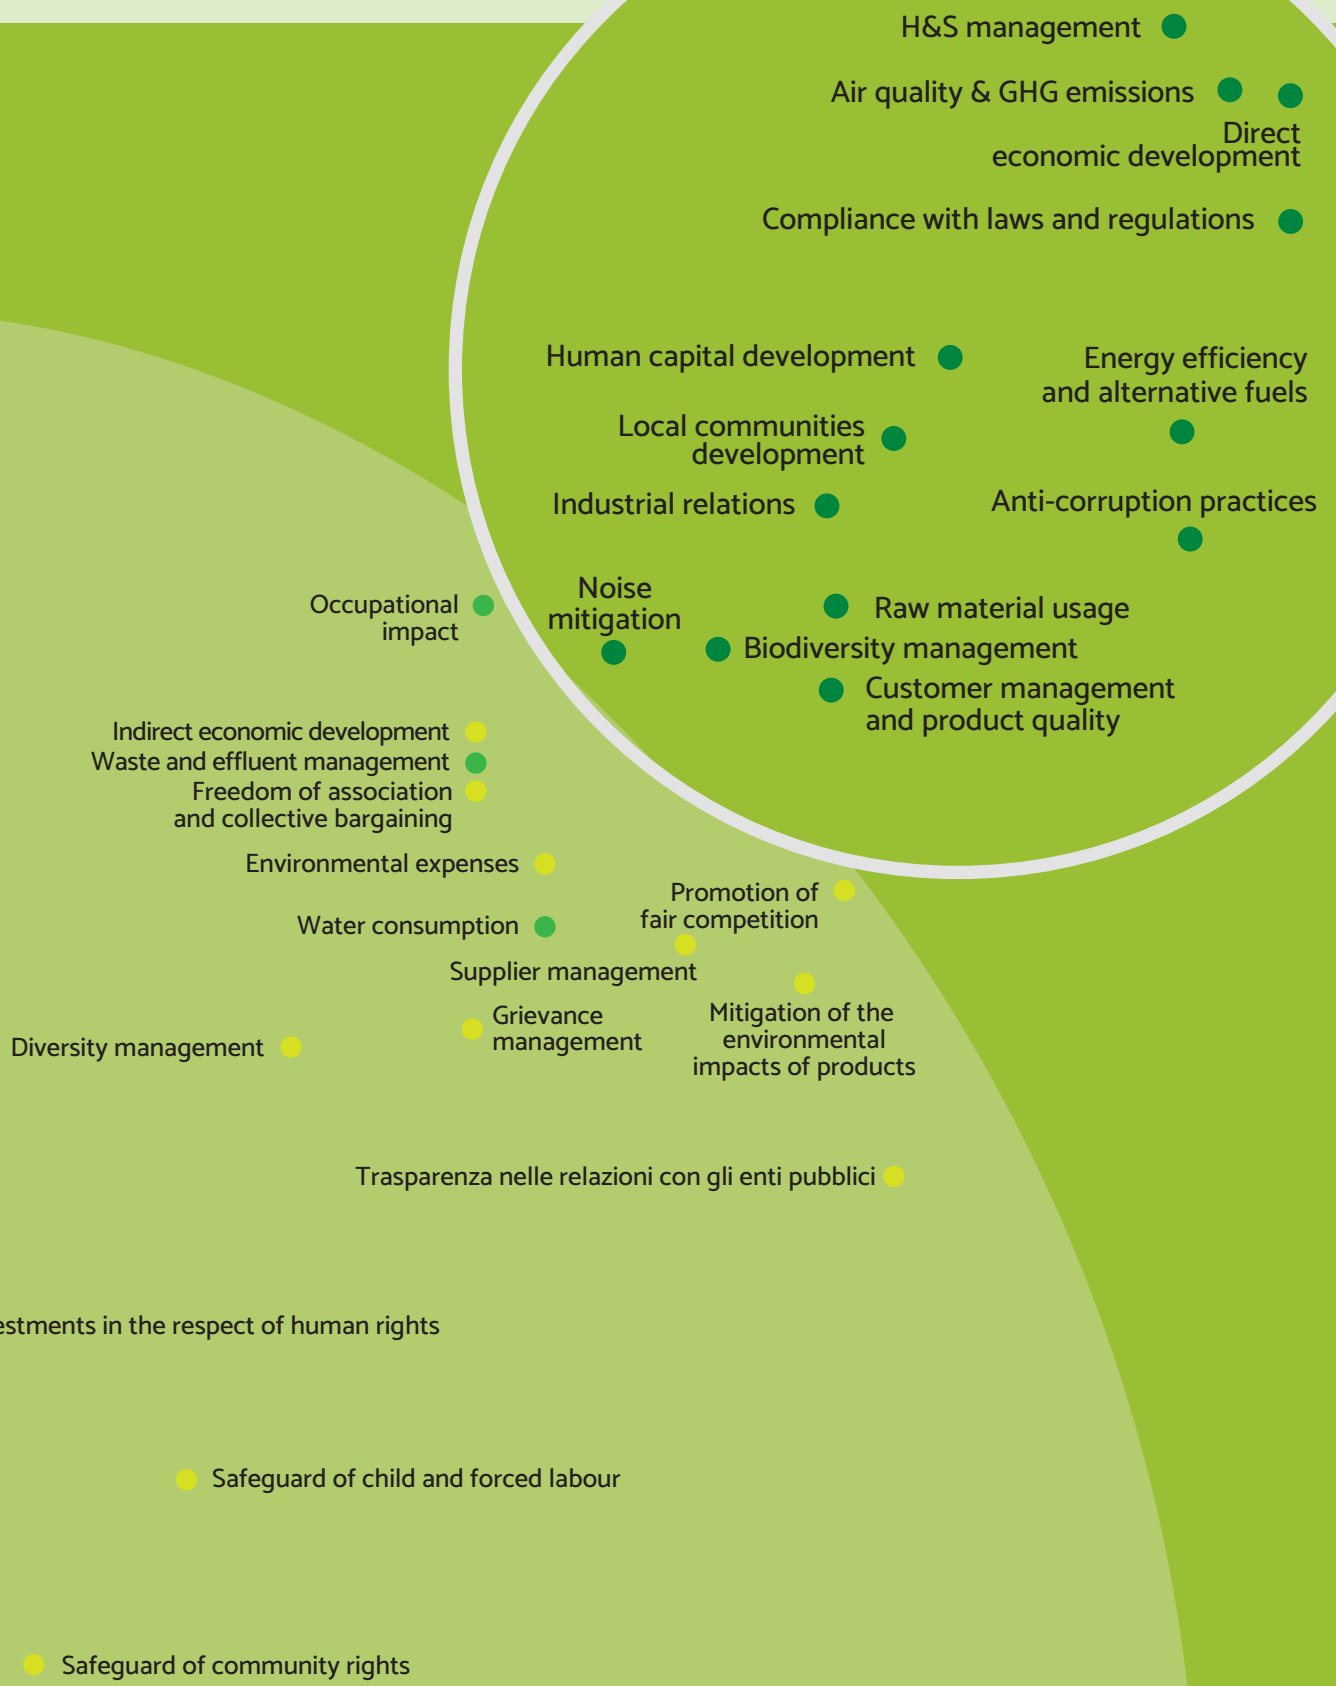 H&S management
Air quality & GHG emissions
Direct
economic development
Compliance with laws and regulations
Human capital development
Energy efficiency
and alternative fuels
Local communities
development
Industrial relations
Anti-corruption practices
Occupational
impact
Noise
mitigation
Raw material usage
Biodiversity management
Customer management
and product quality
Indirect economic development
Waste and effluent management
Freedom of association
and collective bargaining
Environmental expenses
Promotion of
fair competition
Water consumption
Supplier management
Grievance
management
Mitigation of the
environmental
impacts of products
Diversity management
Trasparenza nelle relazioni con gli enti pubblici
estments in the respect of human rights
Safeguard of child and forced labour
Safeguard of community rights